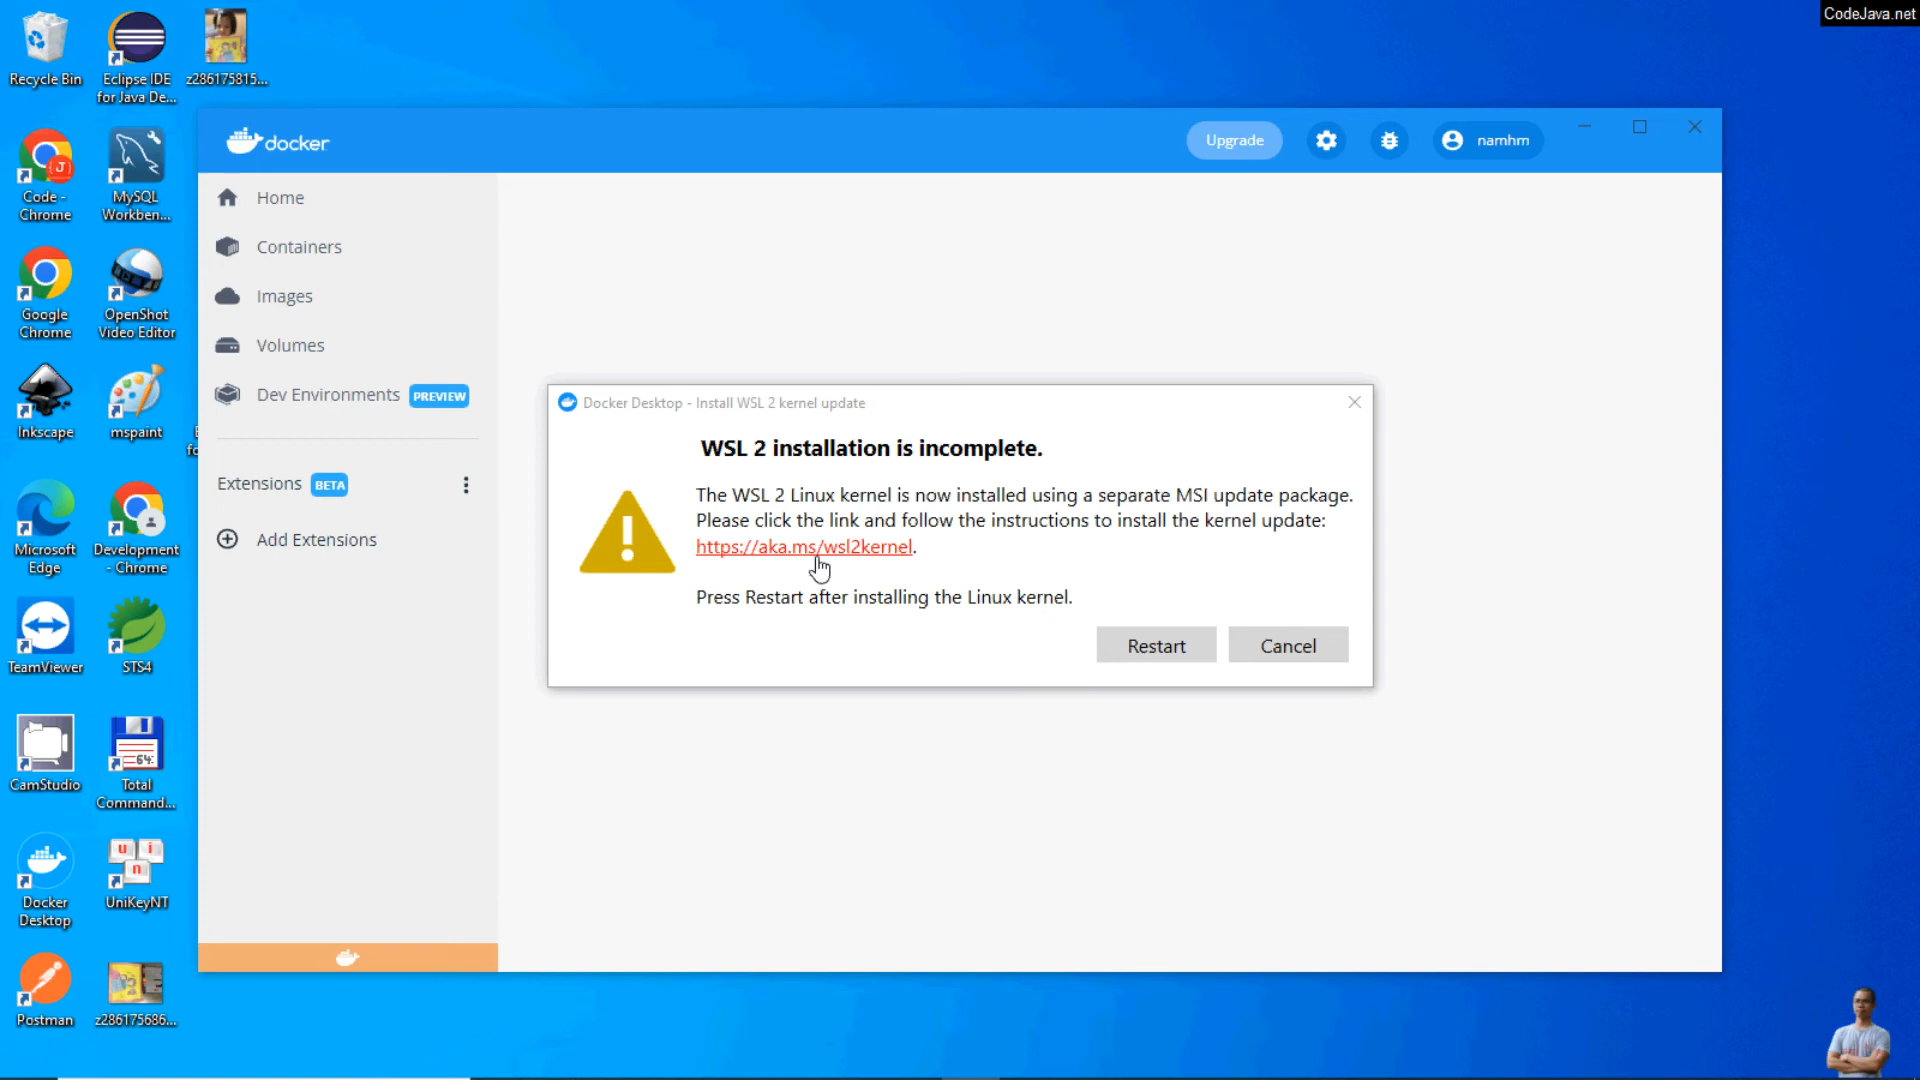 CodeJava.net
Recycle Bin
Eclipse IDE
for Java De...
z286175815...
Code -
Chrome
MySQL
Workben...
Google
Chrome
OpenShot
Video Editor
Inkscape
mspaint
Microsoft
Edge
Development
- Chrome
TeamViewer
STS4
CamStudio
64
Total
Command...
Docker
Desktop
u i
n
UniKeyNT
Postman
z286175686...
docker
Upgrade
namhm
Home
Containers
Images
Volumes
Dev Environments PREVIEW
Extensions BETA
Add Extensions
Docker Desktop - Install WSL 2 kernel update
WSL 2 installation is incomplete.
The WSL 2 Linux kernel is now installed using a separate MSI update package.
Please click the link and follow the instructions to install the kernel update:
https://aka.ms/wsl2kernel.
Press Restart after installing the Linux kernel.
Restart
Cancel